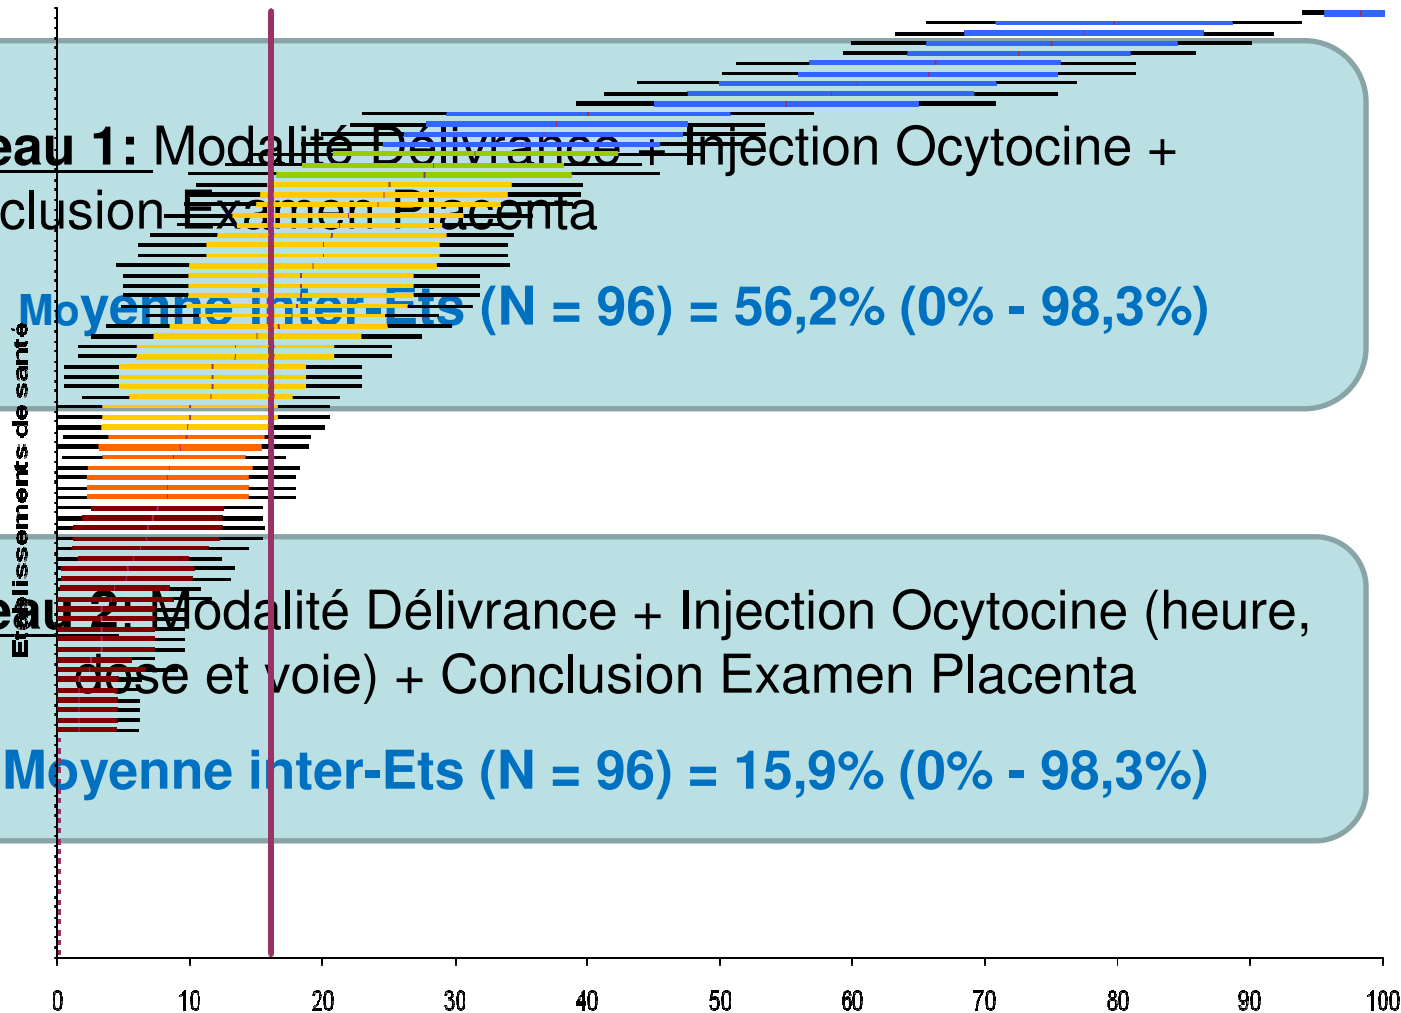 eau 1: Modalité Délivrance + Injection Ocytocine +
clusion Examen Placenta
Moyenne inter-Ets (N = 96) = 56,2% (0% - 98,3%)
Etablissements de santé
eau 2: Modalité Délivrance + Injection Ocytocine (heure,
dose et voie) + Conclusion Examen Placenta
Moyenne inter-Ets (N = 96) = 15,9% (0% - 98,3%)
0 10 20 30 40 50 60 70 80 90 100